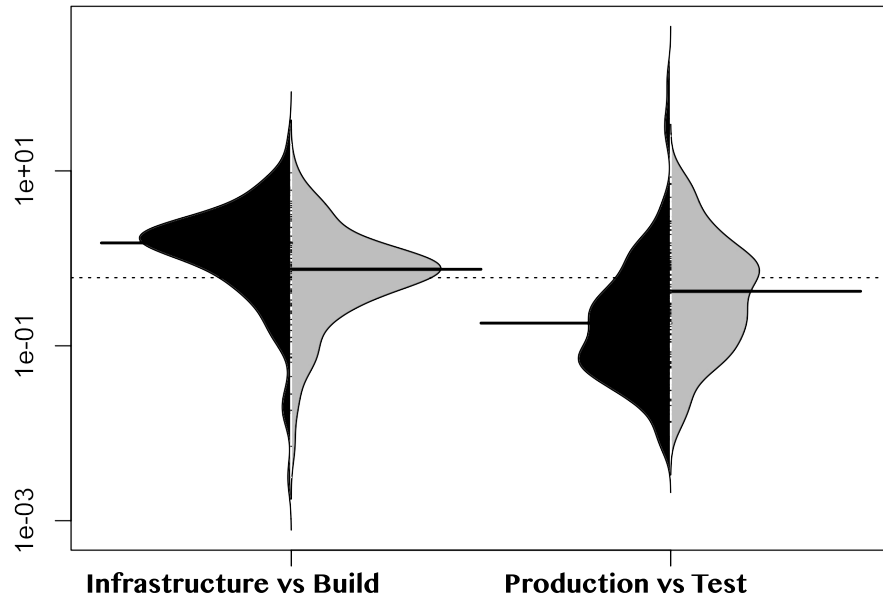 1e+01
1e-01
1e-03
Infrastructure vs Build
Production vs Test